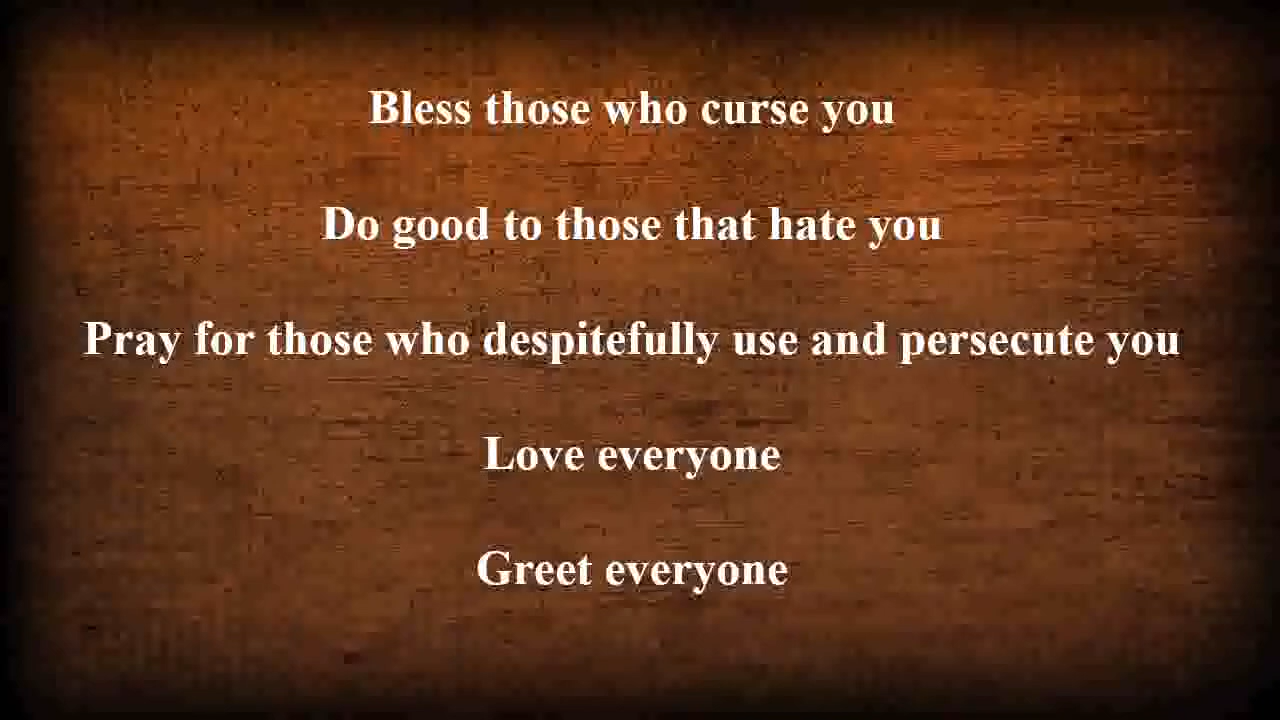 Bless those who curse you
Do good to those that hate you
Pray for those who despitefully use and persecute you
Love everyone
Greet everyone